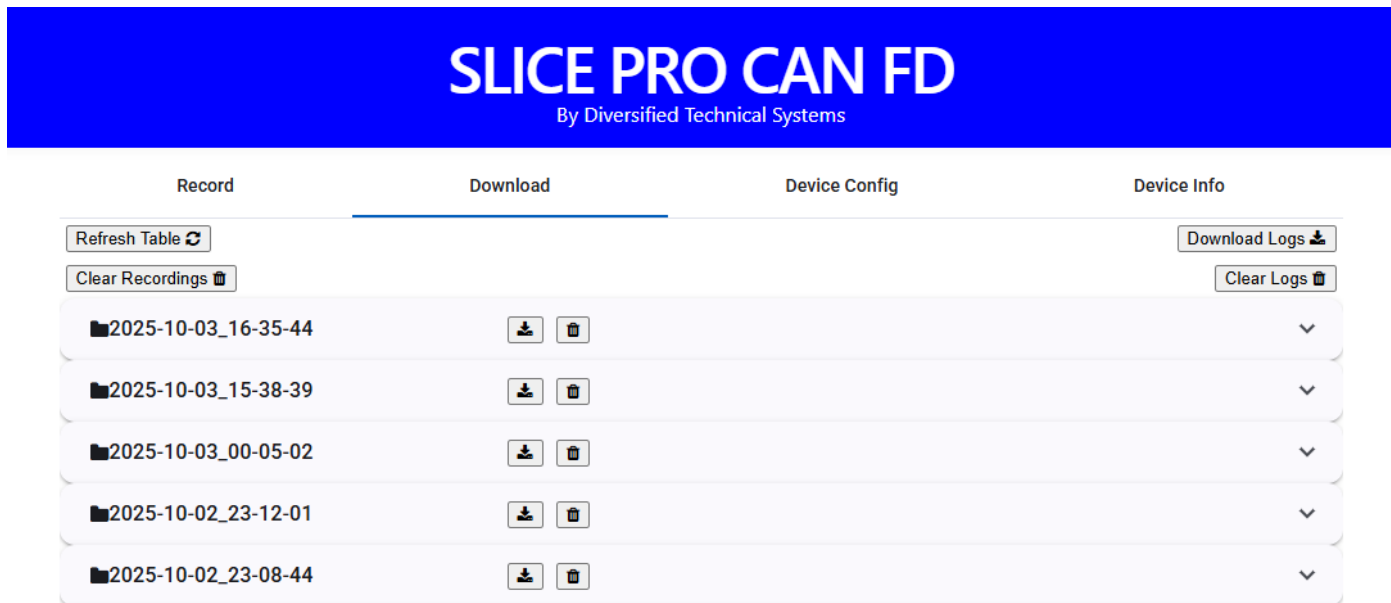 SLICE PRO CAN FD
By Diversified Technical Systems
Record Download Device Config Device Info
Refresh Table Download Logs
Clear Recordings Clear Logs
2025-10-03_16-35-44
2025-10-03_15-38-39
2025-10-03_00-05-02
2025-10-02_23-12-01
2025-10-02_23-08-44